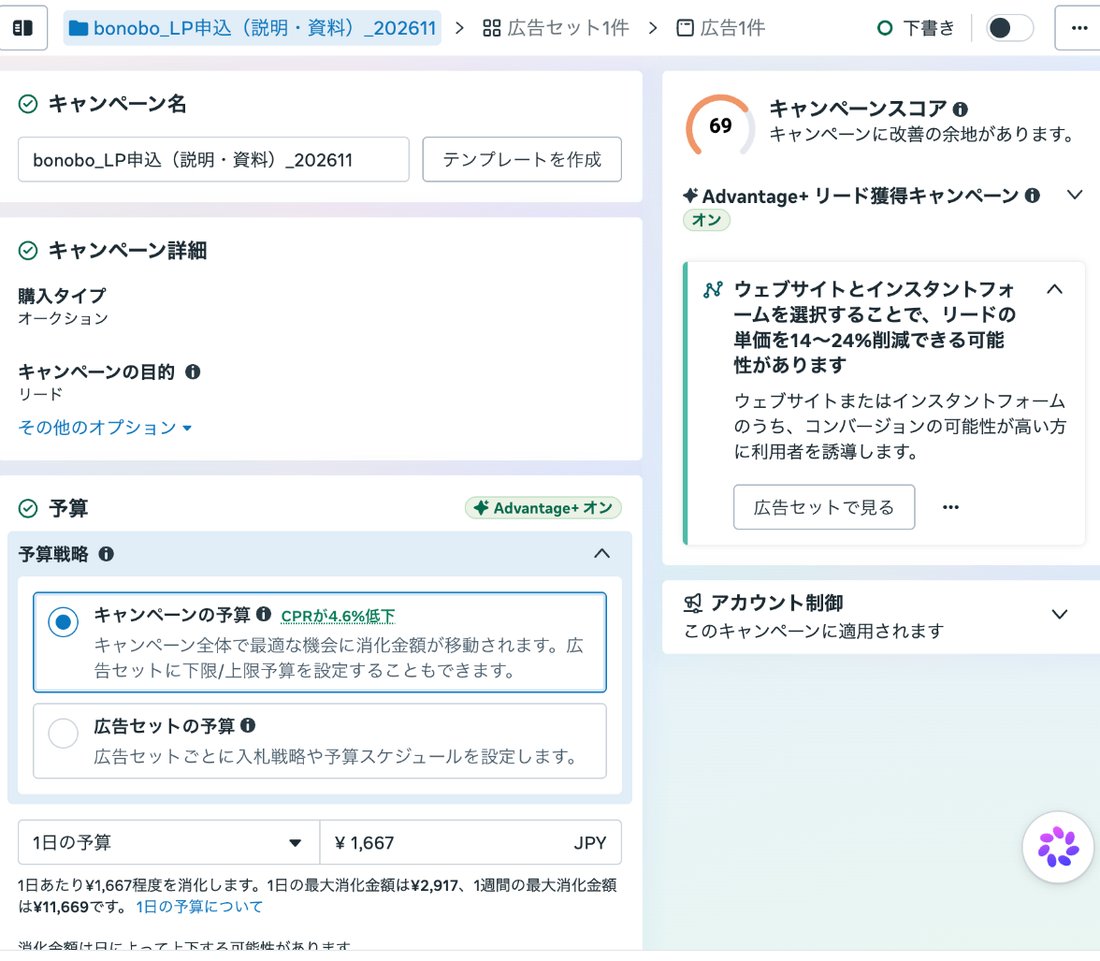 bonobo_LP申込（説明・資料）_202611
広告セット1件
広告1件
下書き
キャンペーン名
bonobo_LP申込（説明・資料）_202611
テンプレートを作成
キャンペーン詳細
購入タイプ
オークション
キャンペーンの目的
リード
その他のオプション
予算
Advantage+ オン
予算戦略
キャンペーンの予算 CPRが4.6%低下
キャンペーン全体で最適な機会に消化金額が移動されます。広
告セットに下限/上限予算を設定することもできます。
広告セットの予算
広告セットごとに入札戦略や予算スケジュールを設定します。
1日の予算
¥ 1,667 JPY
1日あたり¥1,667程度を消化します。1日の最大消化金額は¥2,917、1週間の最大消化金額
は¥11,669です。 1日の予算について
消化金額は日によって上下する可能性があります
69
キャンペーンスコア
キャンペーンに改善の余地があります。
Advantage+ リード獲得キャンペーン
オン
ウェブサイトとインスタントフォ
ームを選択することで、リードの
単価を14〜24%削減できる可能
性があります
ウェブサイトまたはインスタントフォーム
のうち、コンバージョンの可能性が高い方
に利用者を誘導します。
広告セットで見る
アカウント制御
このキャンペーンに適用されます